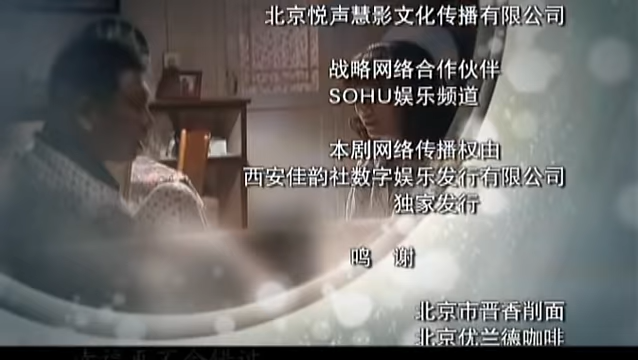 北京悦声慧影文化传播有限公司
战略网络合作伙伴
SOHU娱乐频道
本剧网络传播权由
西安佳韵社数字娱乐发行有限公司
独家发行
鸣 谢
北京市晋香削面
北京优兰德咖啡